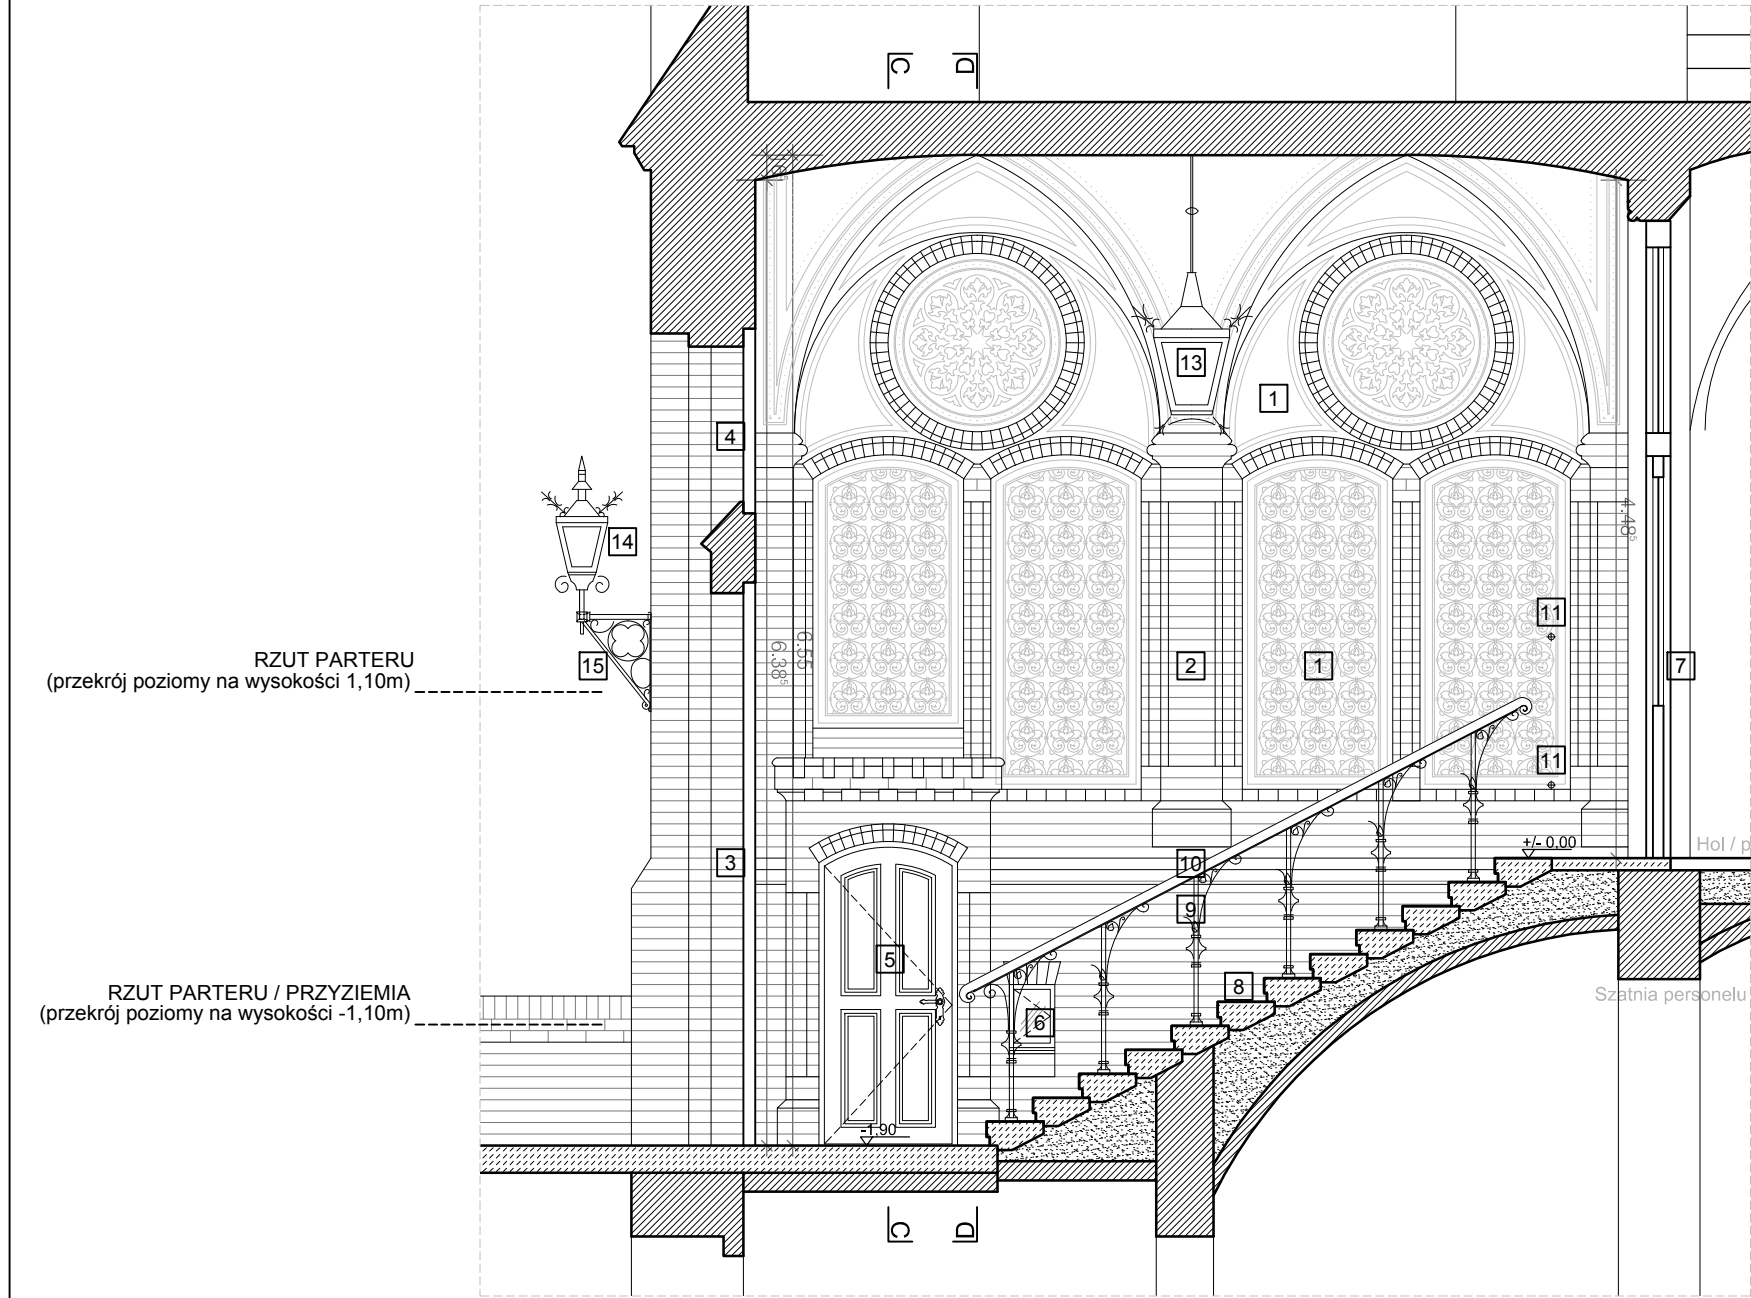 C D
16⁵
13
1
4
14
4.48⁵
11
RZUT PARTERU
(przekrój poziomy na wysokości 1,10m)
15
6.55
6.38⁵
2
1
7
11
+/- 0,00
Hol / p
3
10
9
5
8
RZUT PARTERU / PRZYZIEMIA
(przekrój poziomy na wysokości -1,10m)
Szatnia personelu
6
-1.90
C D